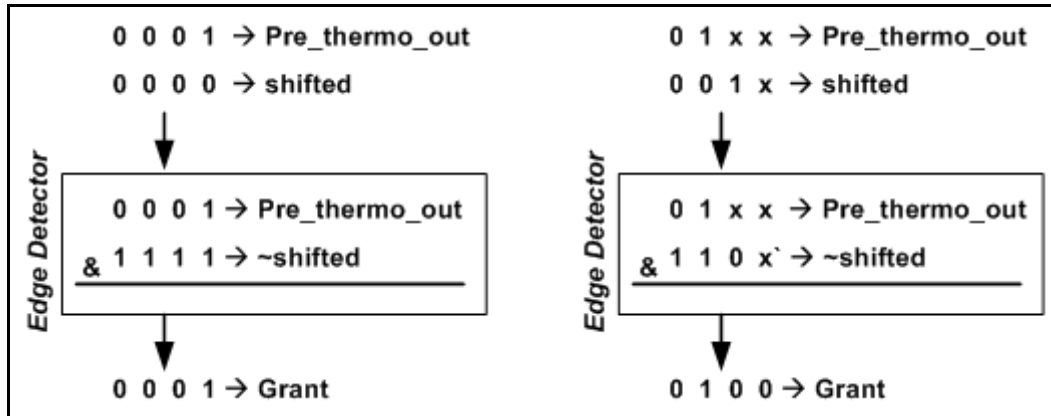 0 0 0 1 → Pre_thermo_out
0 0 0 0 → shifted
Edge Detector
0 0 0 1 → Pre_thermo_out
& 1 1 1 1 → ~shifted
0 0 0 1 → Grant
0 1 x x → Pre_thermo_out
0 0 1 x → shifted
Edge Detector
0 1 x x → Pre_thermo_out
& 1 1 0 x` → ~shifted
0 1 0 0 → Grant